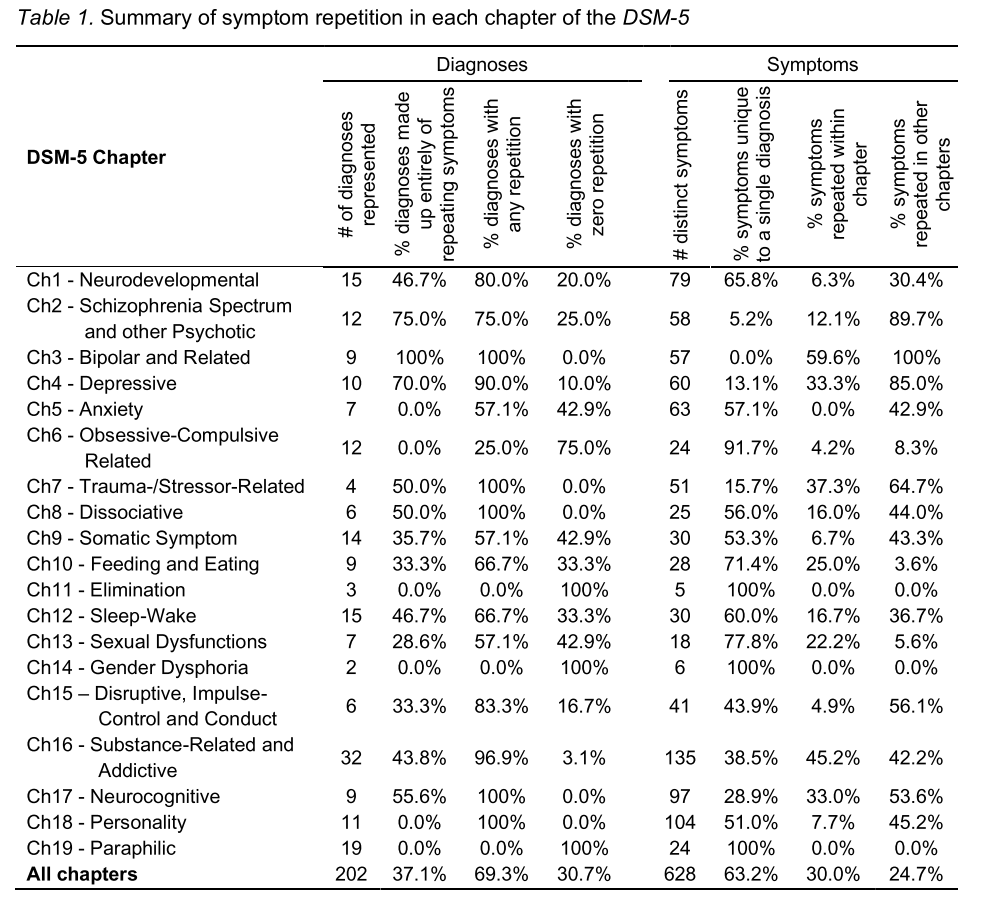 Table 1. Summary of symptom repetition in each chapter of the DSM-5
Diagnoses Symptoms
DSM-5 Chapter
# of diagnoses
represented
% diagnoses made
up entirely of
repeating symptoms
% diagnoses with
any repetition
% diagnoses with
zero repetition
# distinct symptoms
% symptoms unique
to a single diagnosis
% symptoms
repeated within
chapter
% symptoms
repeated in other
chapters
Ch1 - Neurodevelopmental 15 46.7% 80.0% 20.0% 79 65.8% 6.3% 30.4%
Ch2 - Schizophrenia Spectrum
and other Psychotic 12 75.0% 75.0% 25.0% 58 5.2% 12.1% 89.7%
Ch3 - Bipolar and Related 9 100% 100% 0.0% 57 0.0% 59.6% 100%
Ch4 - Depressive 10 70.0% 90.0% 10.0% 60 13.1% 33.3% 85.0%
Ch5 - Anxiety 7 0.0% 57.1% 42.9% 63 57.1% 0.0% 42.9%
Ch6 - Obsessive-Compulsive
Related 12 0.0% 25.0% 75.0% 24 91.7% 4.2% 8.3%
Ch7 - Trauma-/Stressor-Related 4 50.0% 100% 0.0% 51 15.7% 37.3% 64.7%
Ch8 - Dissociative 6 50.0% 100% 0.0% 25 56.0% 16.0% 44.0%
Ch9 - Somatic Symptom 14 35.7% 57.1% 42.9% 30 53.3% 6.7% 43.3%
Ch10 - Feeding and Eating 9 33.3% 66.7% 33.3% 28 71.4% 25.0% 3.6%
Ch11 - Elimination 3 0.0% 0.0% 100% 5 100% 0.0% 0.0%
Ch12 - Sleep-Wake 15 46.7% 66.7% 33.3% 30 60.0% 16.7% 36.7%
Ch13 - Sexual Dysfunctions 7 28.6% 57.1% 42.9% 18 77.8% 22.2% 5.6%
Ch14 - Gender Dysphoria 2 0.0% 0.0% 100% 6 100% 0.0% 0.0%
Ch15 – Disruptive, Impulse-
Control and Conduct 6 33.3% 83.3% 16.7% 41 43.9% 4.9% 56.1%
Ch16 - Substance-Related and
Addictive 32 43.8% 96.9% 3.1% 135 38.5% 45.2% 42.2%
Ch17 - Neurocognitive 9 55.6% 100% 0.0% 97 28.9% 33.0% 53.6%
Ch18 - Personality 11 0.0% 100% 0.0% 104 51.0% 7.7% 45.2%
Ch19 - Paraphilic 19 0.0% 0.0% 100% 24 100% 0.0% 0.0%
All chapters 202 37.1% 69.3% 30.7% 628 63.2% 30.0% 24.7%